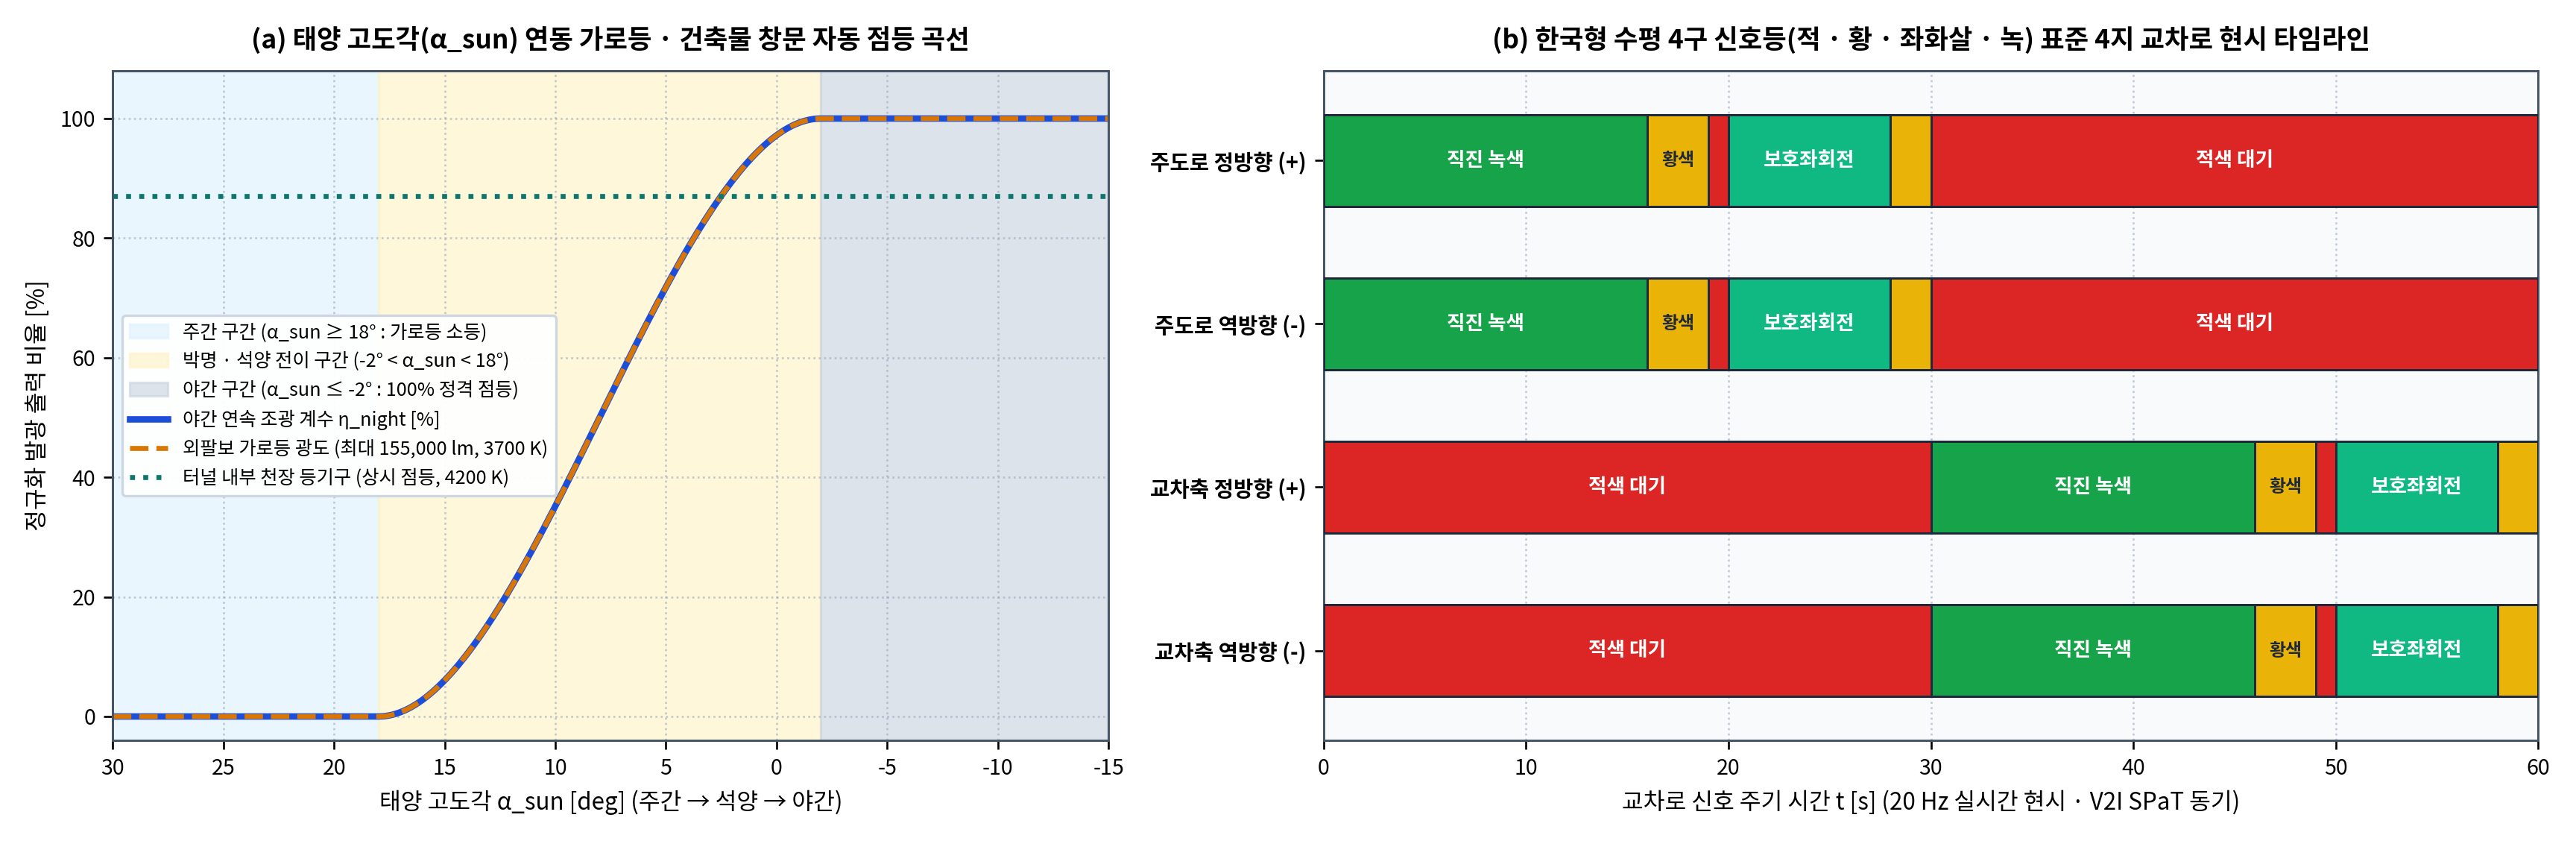 (a) 태양 고도각(α_sun) 연동 가로등 · 건축물 창문 자동 점등 곡선
정규화 발광 출력 비율 [%]
100
80
60
40
20
0
주간 구간 (α_sun ≥ 18° : 가로등 소등)
박명 · 석양 전이 구간 (-2° < α_sun < 18°)
야간 구간 (α_sun ≤ -2° : 100% 정격 점등)
야간 연속 조광 계수 η_night [%]
외팔보 가로등 광도 (최대 155,000 lm, 3700 K)
터널 내부 천장 등기구 (상시 점등, 4200 K)
30 25 20 15 10 5 0 -5 -10 -15
태양 고도각 α_sun [deg] (주간 → 석양 → 야간)
(b) 한국형 수평 4구 신호등(적 · 황 · 좌화살 · 녹) 표준 4지 교차로 현시 타임라인
주도로 정방향 (+) 직진 녹색 황색 보호좌회전 적색 대기
주도로 역방향 (-) 직진 녹색 황색 보호좌회전 적색 대기
교차축 정방향 (+) 적색 대기 직진 녹색 황색 보호좌회전
교차축 역방향 (-) 적색 대기 직진 녹색 황색 보호좌회전
0 10 20 30 40 50 60
교차로 신호 주기 시간 t [s] (20 Hz 실시간 현시 · V2I SPaT 동기)